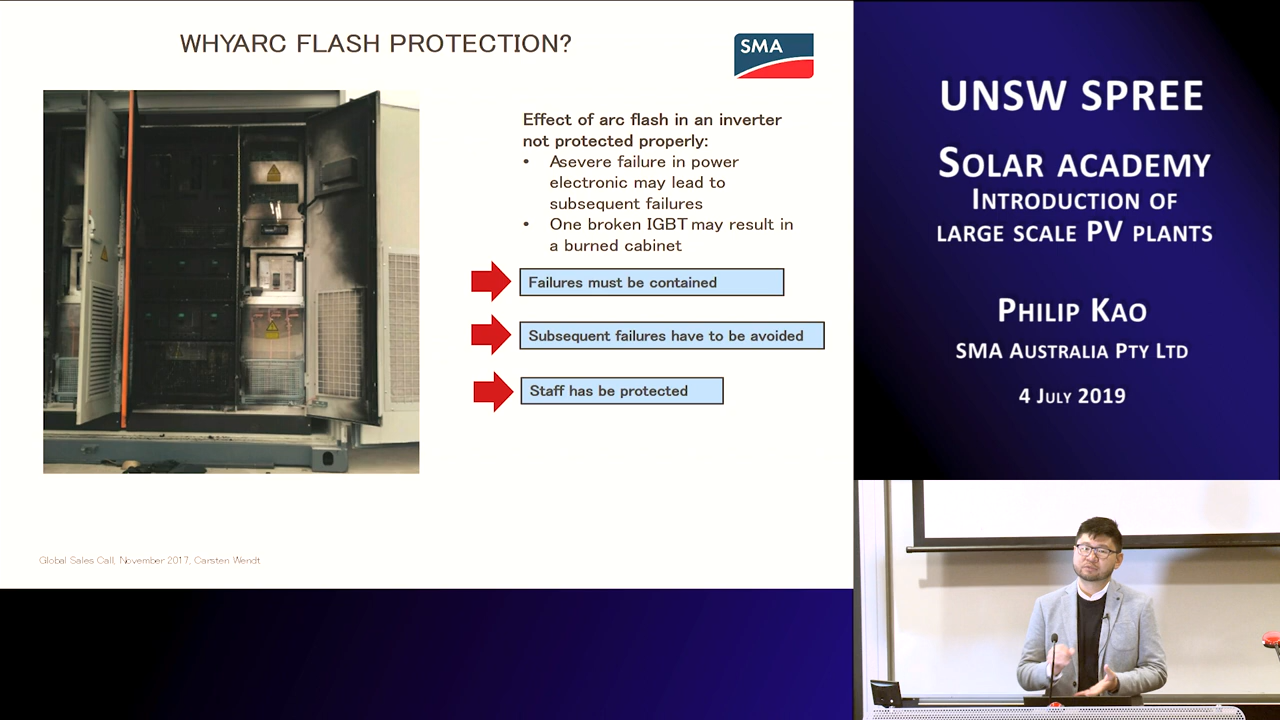 WHYARC FLASH PROTECTION?
SMA
Effect of arc flash in an inverter
not protected properly:
• Asevere failure in power
electronic may lead to
subsequent failures
• One broken IGBT may result in
a burned cabinet
Failures must be contained
Subsequent failures have to be avoided
Staff has be protected
Global Sales Call, November 2017, Carsten Wendt
UNSW SPREE
SOLAR ACADEMY
INTRODUCTION OF
LARGE SCALE PV PLANTS
PHILIP KAO
SMA AUSTRALIA PTY LTD
4 JULY 2019